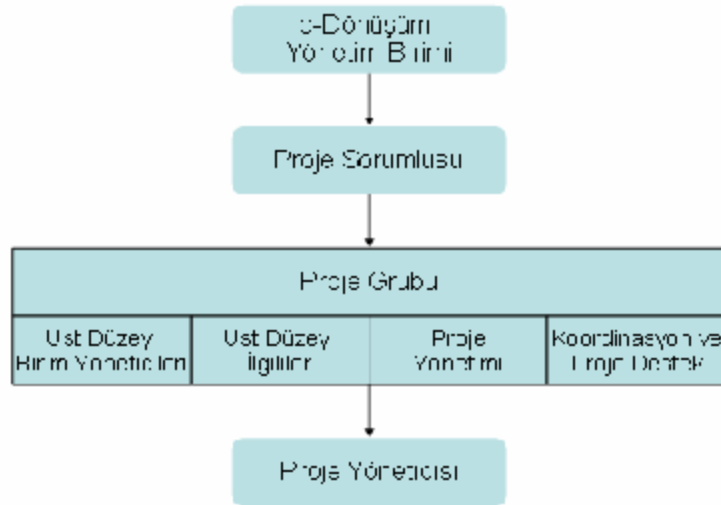 e-Dönüşüm
Yönetim Birimi
Proje Sorumlusu
Proje Grubu
Üst Düzey
Birim Yöneticileri
Üst Düzey
İlgililer
Proje
Yönetimi
Koordinasyon ve
Proje Destek
Proje Yöneticisi